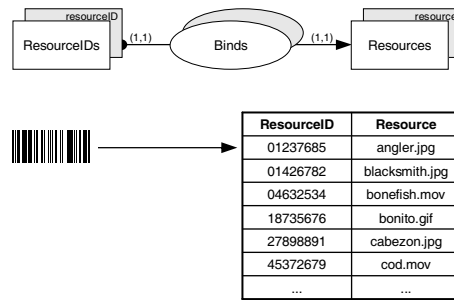 resourceID
resource
ResourceIDs
(1,1)
Binds
(1,1)
Resources
ResourceID Resource
01237685 angler.jpg
01426782 blacksmith.jpg
04632534 bonefish.mov
18735676 bonito.gif
27898891 cabezon.jpg
45372679 cod.mov
... ...